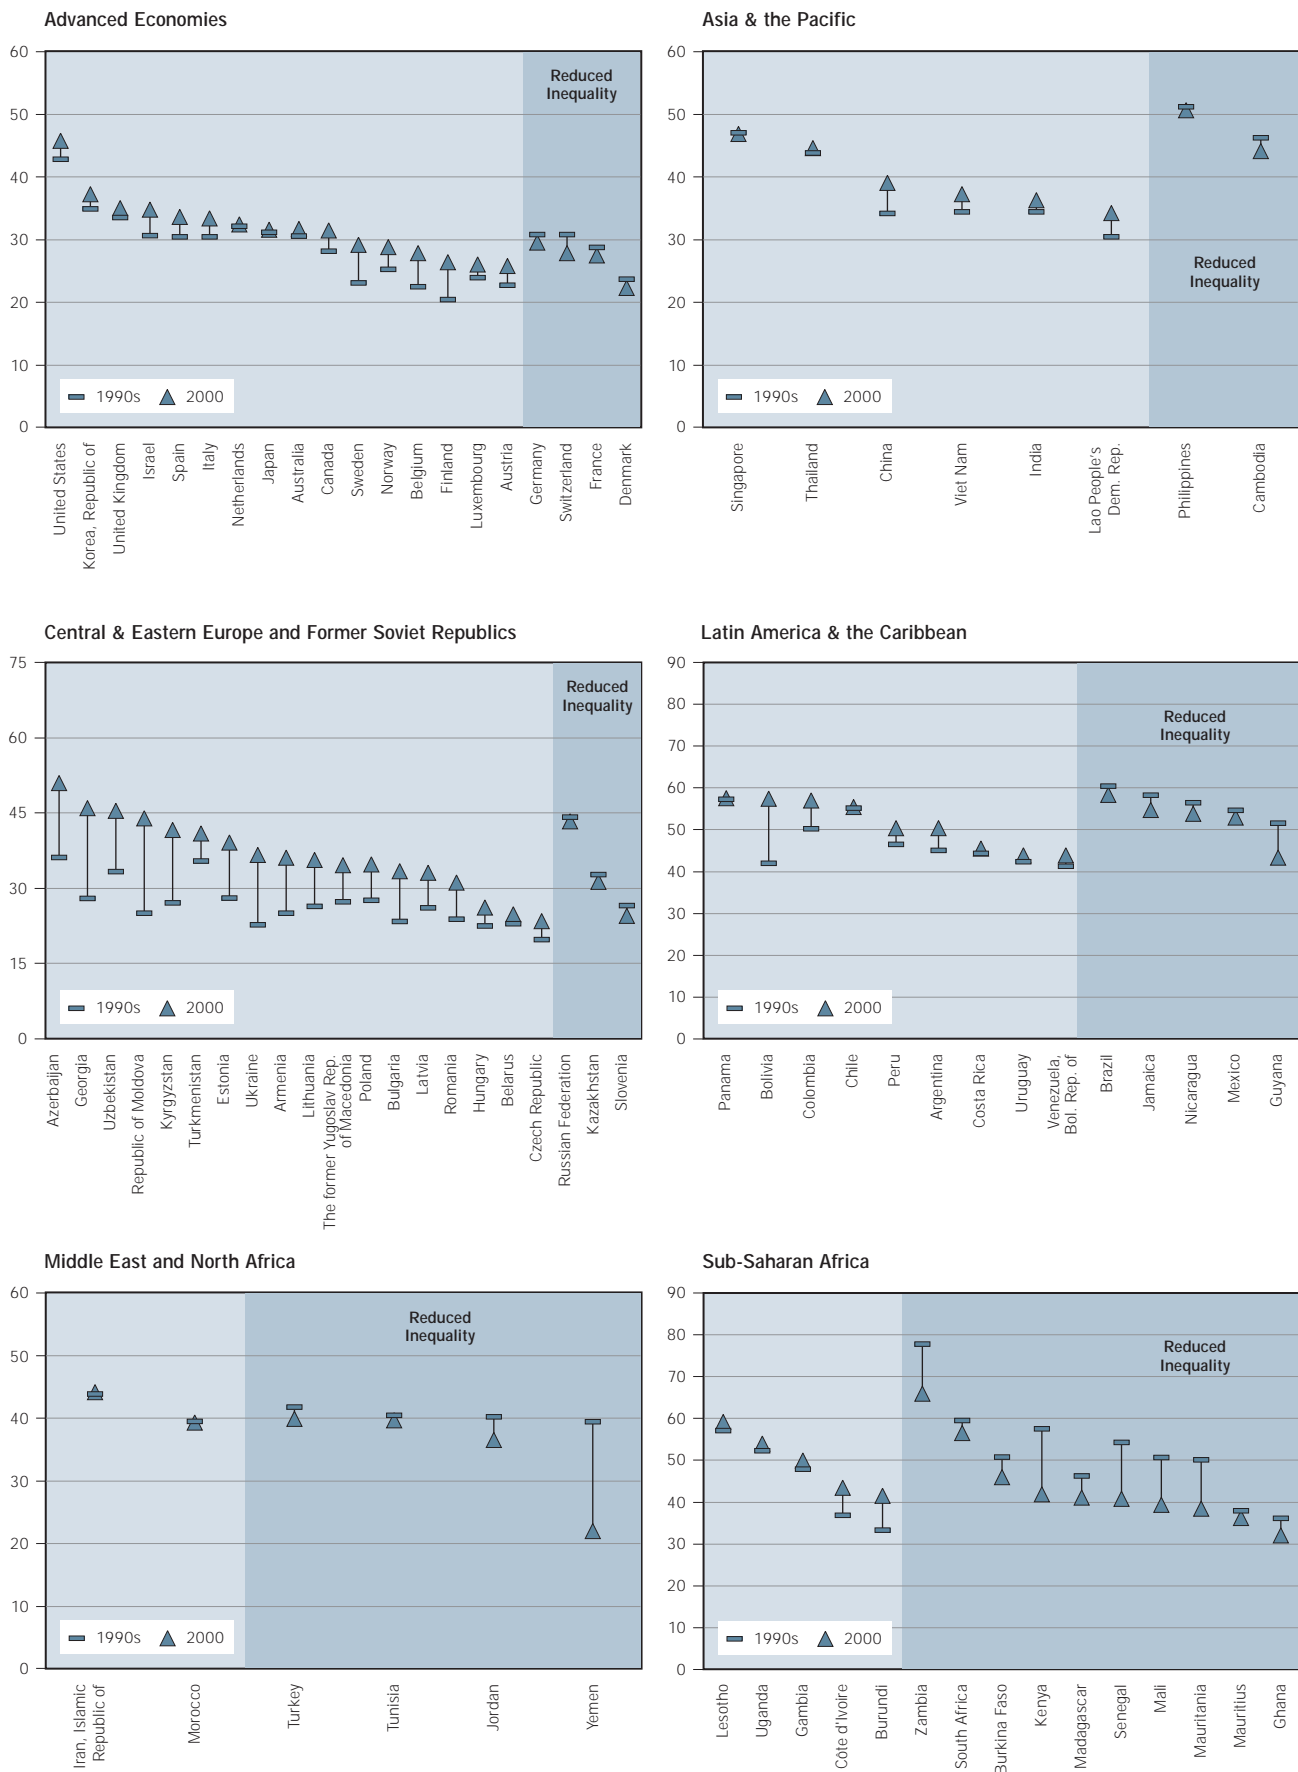 Advanced Economies
60
50
40
30
20
10
0
Reduced
Inequality
1990s
2000
United States
Korea, Republic of
United Kingdom
Israel
Spain
Italy
Netherlands
Japan
Australia
Canada
Sweden
Norway
Belgium
Finland
Luxembourg
Austria
Germany
Switzerland
France
Denmark
Asia & the Pacific
60
50
40
30
20
10
0
Reduced
Inequality
1990s
2000
Singapore
Thailand
China
Viet Nam
India
Lao People's
Dem. Rep.
Philippines
Cambodia
Central & Eastern Europe and Former Soviet Republics
75
60
45
30
15
0
Reduced
Inequality
1990s
2000
Azerbaijan
Georgia
Uzbekistan
Republic of Moldova
Kyrgyzstan
Turkmenistan
Estonia
Ukraine
Armenia
Lithuania
The former Yugoslav Rep.
of Macedonia
Poland
Bulgaria
Latvia
Romania
Hungary
Belarus
Czech Republic
Russian Federation
Kazakhstan
Slovenia
Latin America & the Caribbean
90
80
70
60
50
40
30
20
10
0
Reduced
Inequality
1990s
2000
Panama
Bolivia
Colombia
Chile
Peru
Argentina
Costa Rica
Uruguay
Venezuela,
Bol. Rep. of
Brazil
Jamaica
Nicaragua
Mexico
Guyana
Middle East and North Africa
60
50
40
30
20
10
0
Reduced
Inequality
1990s
2000
Iran, Islamic
Republic of
Morocco
Turkey
Tunisia
Jordan
Yemen
Sub-Saharan Africa
90
80
70
60
50
40
30
20
10
0
Reduced
Inequality
1990s
2000
Lesotho
Uganda
Gambia
Côte d'Ivoire
Burundi
Zambia
South Africa
Burkina Faso
Kenya
Madagascar
Senegal
Mali
Mauritania
Mauritius
Ghana